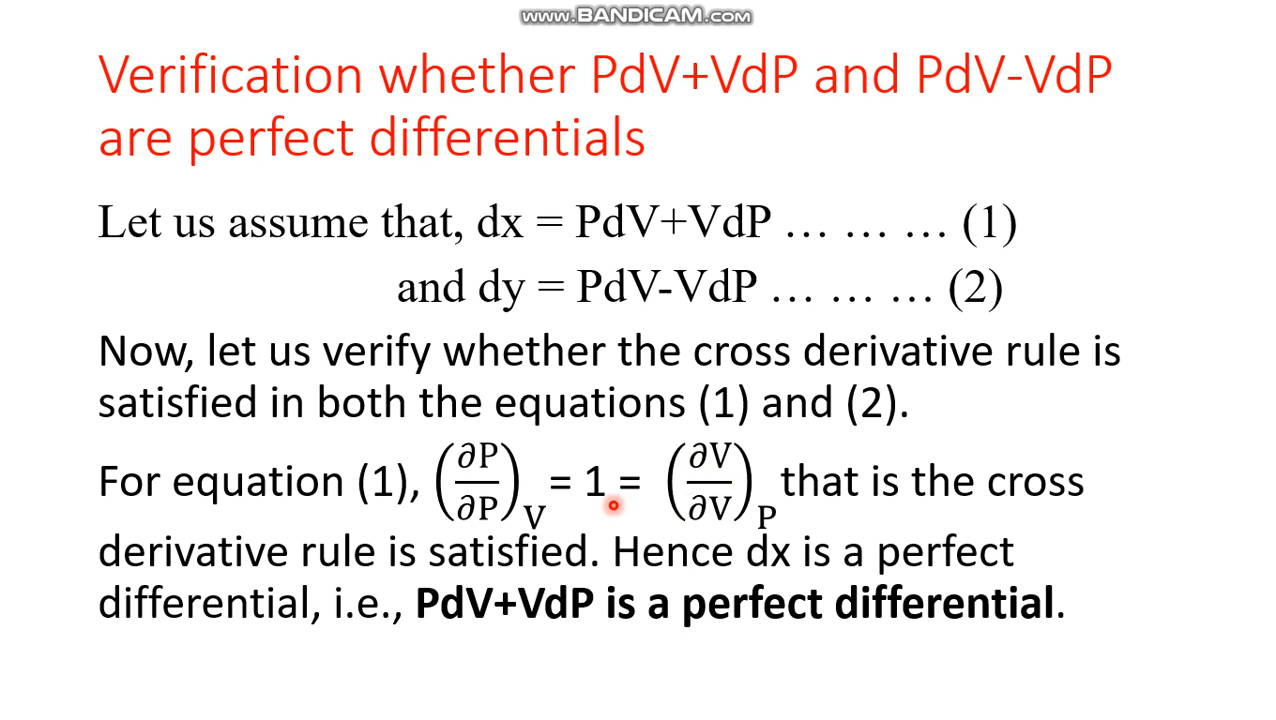 www.BANDICAM.com
Verification whether PdV+VdP and PdV-VdP
are perfect differentials
Let us assume that, dx = PdV+VdP … … … (1)
and dy = PdV-VdP … … … (2)
Now, let us verify whether the cross derivative rule is
satisfied in both the equations (1) and (2).
For equation (1), (∂P/∂P)_V = 1 = (∂V/∂V)_P that is the cross
derivative rule is satisfied. Hence dx is a perfect
differential, i.e., PdV+VdP is a perfect differential.